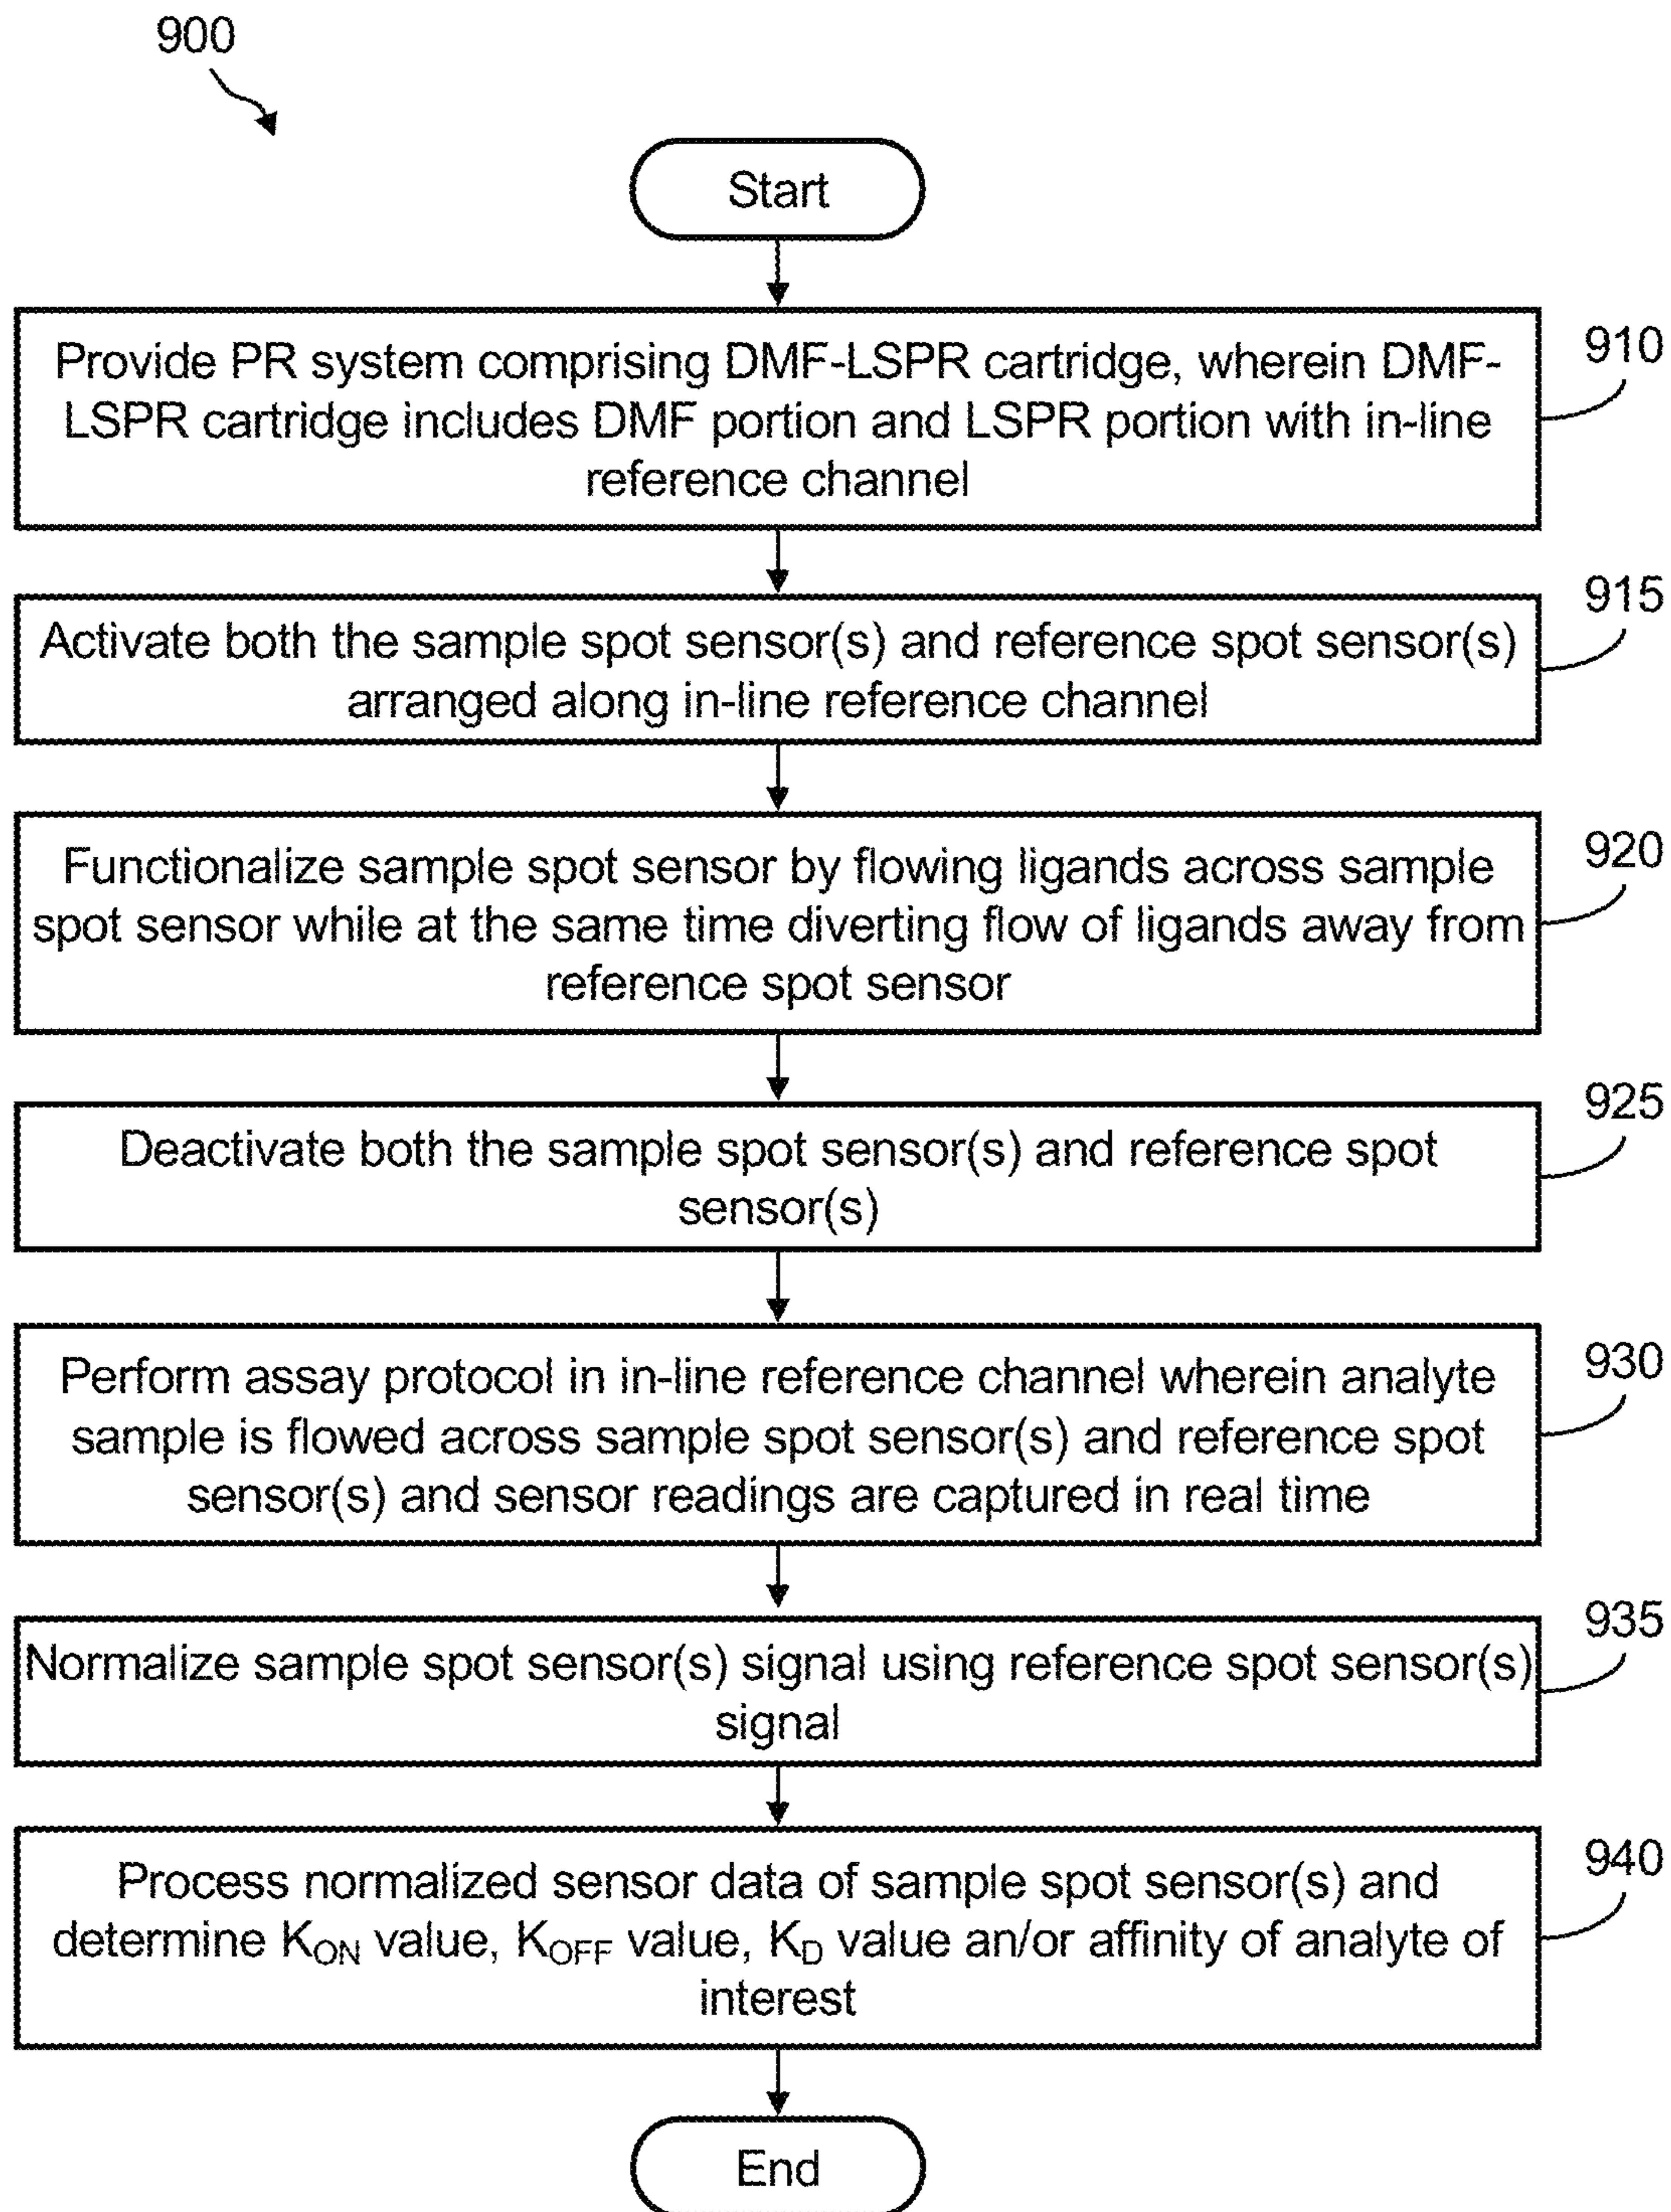 900
Start
Provide PR system comprising DMF-LSPR cartridge, wherein DMF-
LSPR cartridge includes DMF portion and LSPR portion with in-line
reference channel
910
Activate both the sample spot sensor(s) and reference spot sensor(s)
arranged along in-line reference channel
915
Functionalize sample spot sensor by flowing ligands across sample
spot sensor while at the same time diverting flow of ligands away from
reference spot sensor
920
Deactivate both the sample spot sensor(s) and reference spot
sensor(s)
925
Perform assay protocol in in-line reference channel wherein analyte
sample is flowed across sample spot sensor(s) and reference spot
sensor(s) and sensor readings are captured in real time
930
Normalize sample spot sensor(s) signal using reference spot sensor(s)
signal
935
Process normalized sensor data of sample spot sensor(s) and
determine KON value, KOFF value, KD value an/or affinity of analyte of
interest
940
End